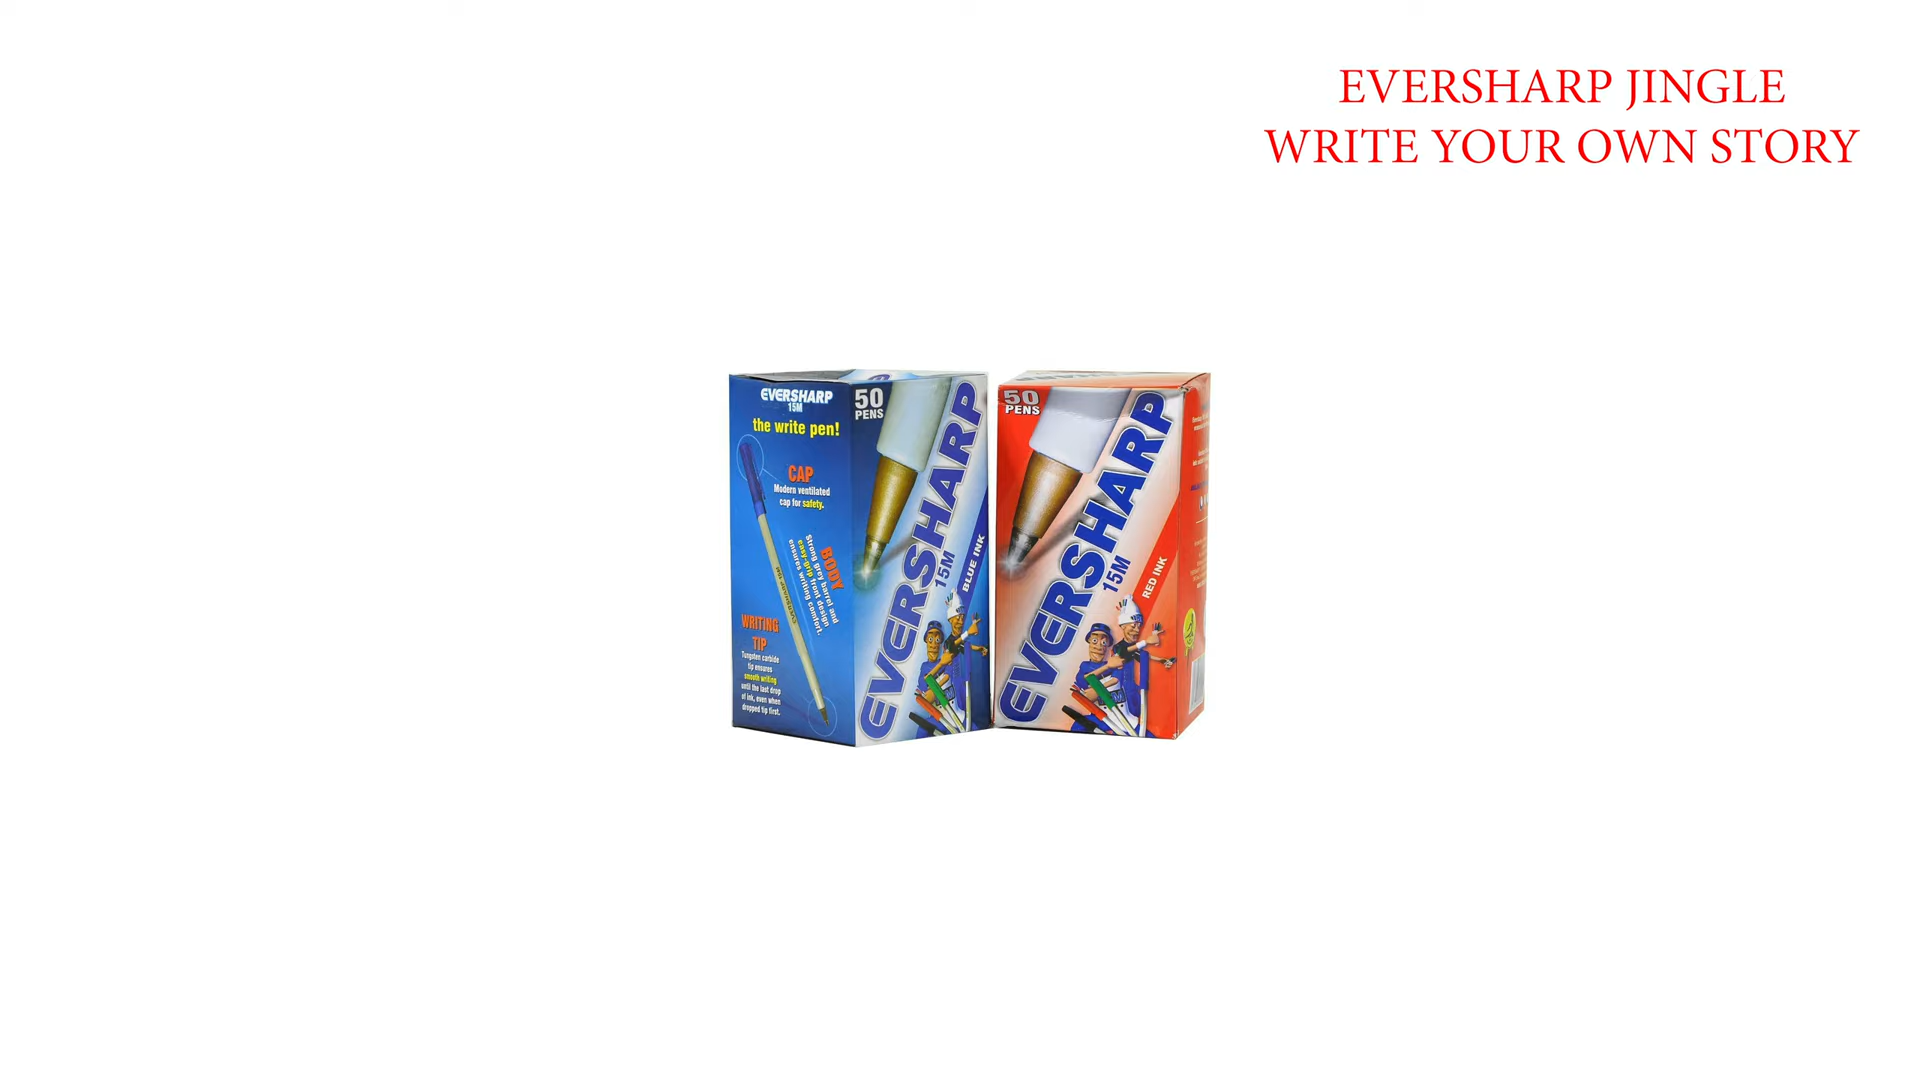 EVERSHARP JINGLE
WRITE YOUR OWN STORY
EVERSHARP
15M
the write pen!
CAP
Modern ventilated
cap for safety.
BODY
Strong grey barrel and
easy-grip front design
ensures writing comfort.
EVERSHARP 15M
WRITING
TIP
Tungsten carbide
tip ensures
smooth writing
until the last drop
of ink, even when
dropped tip first.
50
PENS
EVERSHARP
15M
BLUE INK
50
PENS
EVERSHARP
15M
RED INK